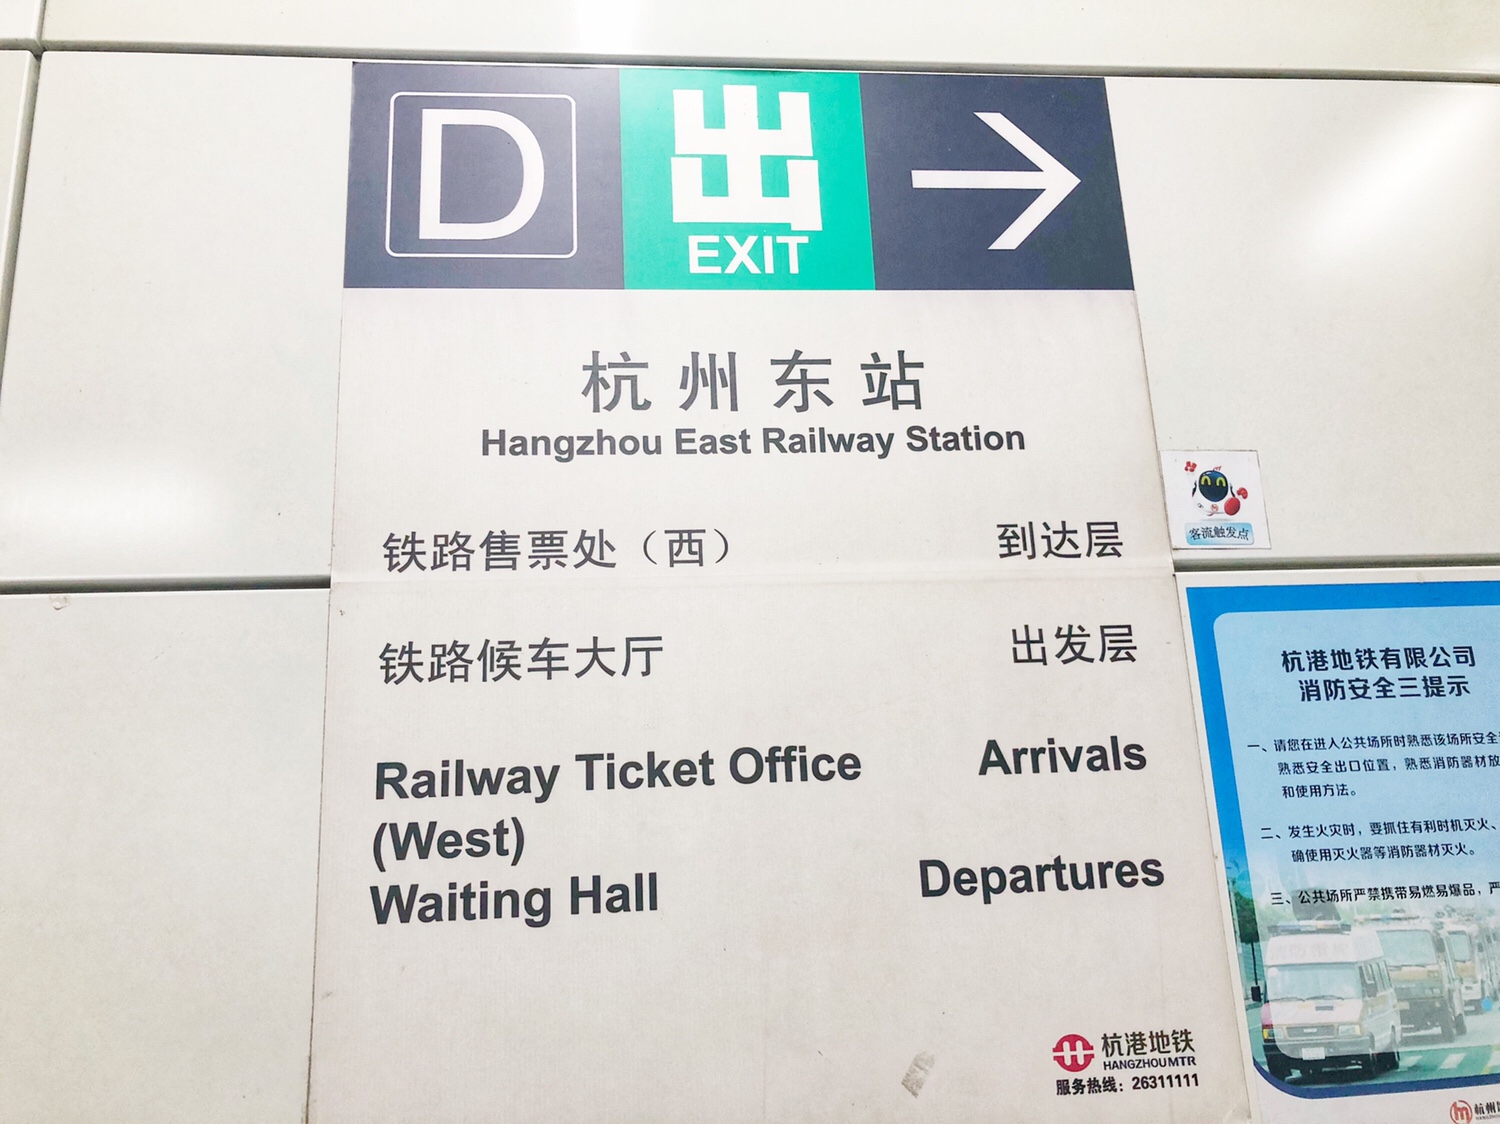 D
出
EXIT
杭州东站
Hangzhou East Railway Station
铁路售票处（西） 到达层
铁路候车大厅 出发层
Railway Ticket Office Arrivals
(West)
Waiting Hall Departures
杭港地铁
HANGZHOUMTR
服务热线：26311111
客流触发点
杭港地铁有限公司
消防安全三提示
一、请您在进入公共场所时熟悉该场所安全
熟悉安全出口位置，熟悉消防器材放
和使用方法。
二、发生火灾时，要抓住有利时机灭火、
确使用灭火器等消防器材灭火。
三、公共场所严禁携带易燃易爆品，严
杭州